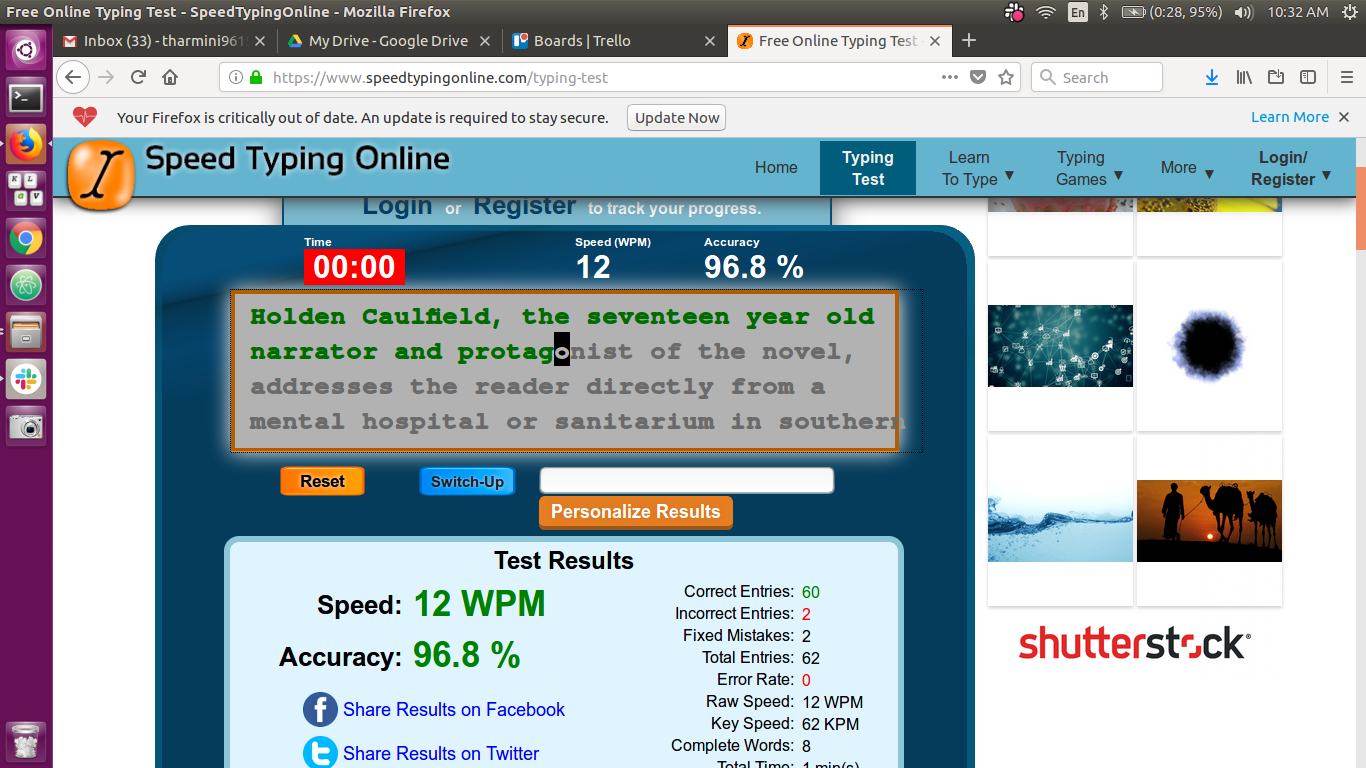 Free Online Typing Test - SpeedTypingOnline - Mozilla Firefox
En
(0:28, 95%)
10:32 AM
Inbox (33) - tharmini961
My Drive - Google Drive
Boards | Trello
Free Online Typing Test
https://www.speedtypingonline.com/typing-test
Search
Your Firefox is critically out of date. An update is required to stay secure.
Update Now
Learn More
Speed Typing Online
Home
Typing Test
Learn To Type ▼
Typing Games ▼
More ▼
Login/ Register ▼
Login or Register to track your progress.
Time
Speed (WPM)
Accuracy
00:00
12
96.8 %
Holden Caulfield, the seventeen year old
narrator and protagonist of the novel,
addresses the reader directly from a
mental hospital or sanitarium in southern
Reset
Switch-Up
Personalize Results
Test Results
Speed: 12 WPM
Accuracy: 96.8 %
Share Results on Facebook
Share Results on Twitter
Correct Entries: 60
Incorrect Entries: 2
Fixed Mistakes: 2
Total Entries: 62
Error Rate: 0
Raw Speed: 12 WPM
Key Speed: 62 KPM
Complete Words: 8
Total Time: 1 min(s)
shutterstock